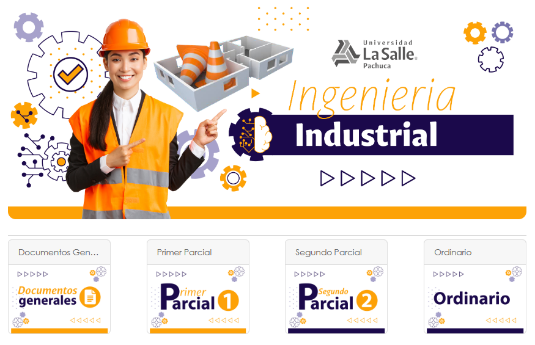 Universidad
La Salle
Pachuca
Ingenieria
Industrial
Documentos Gen...
Primer Parcial
Segundo Parcial
Ordinario
Documentos
generales
Primer
Parcial 1
Segundo
Parcial 2
Ordinario